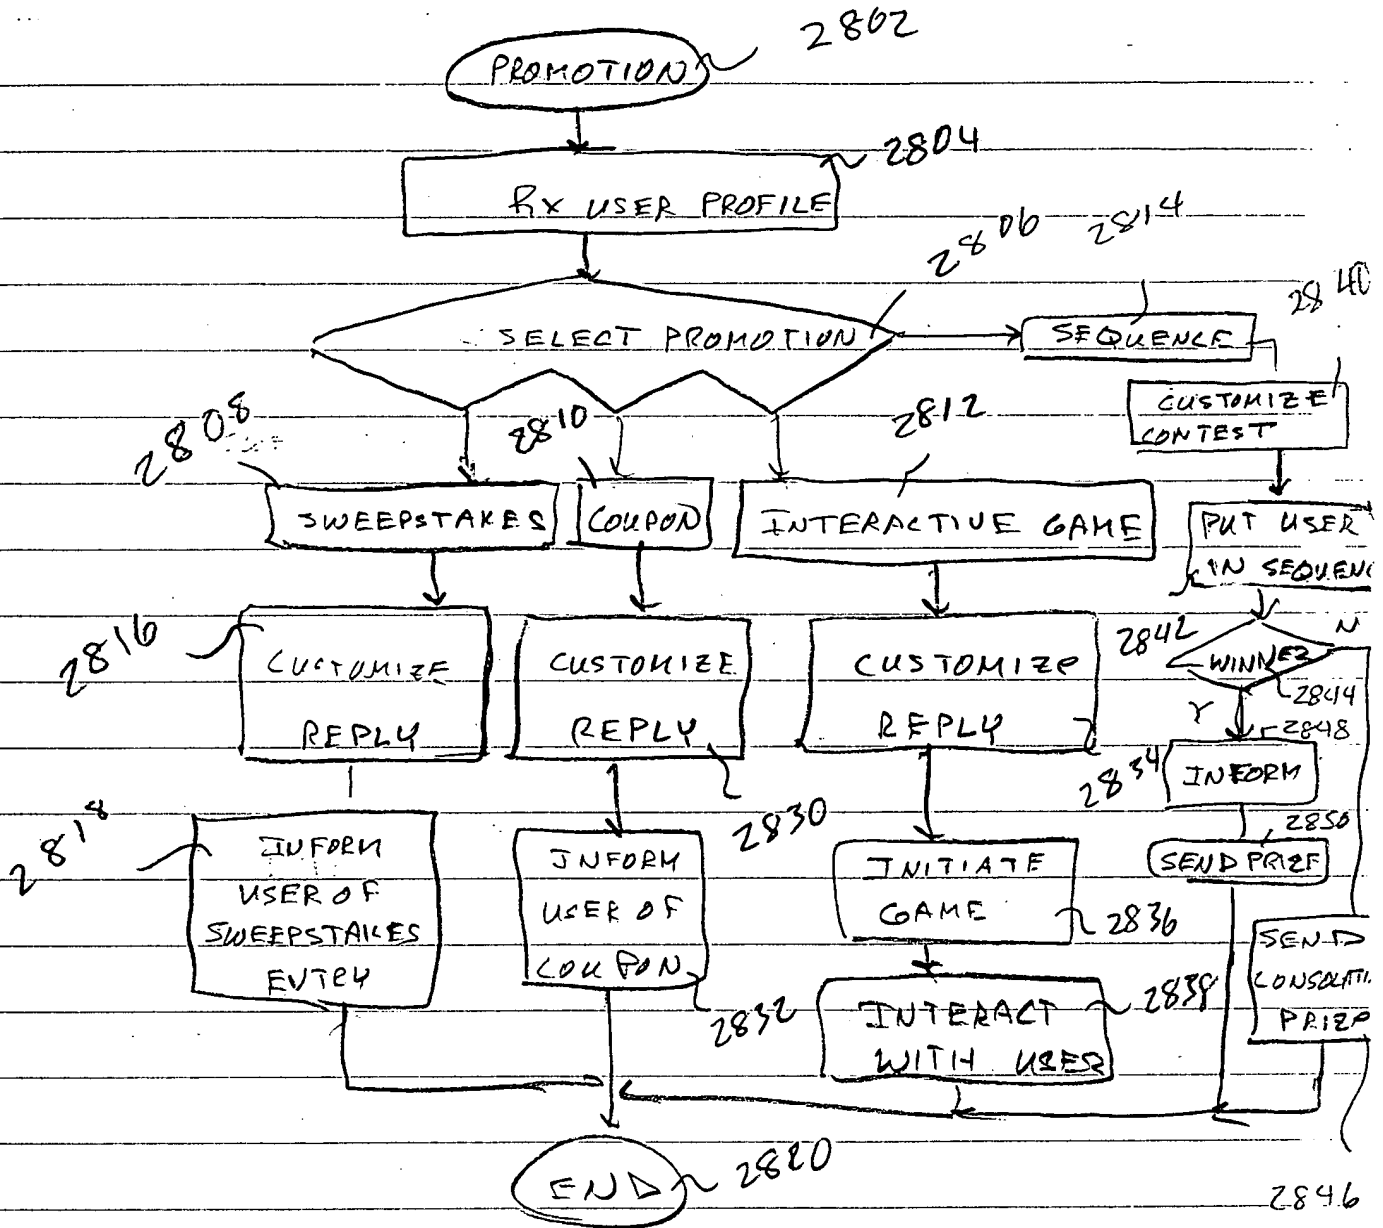 2802
PROMOTION
2804
Rx USER PROFILE
2806
2814
2840
SELECT PROMOTION
SEQUENCE
CUSTOMIZE
CONTEST
2808
2810
2812
SWEEPSTAKES
COUPON
INTERACTIVE GAME
PUT USER
IN SEQUENC
2816
CUSTOMIZE
REPLY
CUSTOMIZE
REPLY
CUSTOMIZE
REPLY
2842
N
WINNER
2844
Y
2848
2834
INFORM
2830
2850
SEND PRIZE
2818
INFORM
USER OF
SWEEPSTAKES
ENTRY
INFORM
USER OF
COUPON
2832
INITIATE
GAME
2836
INTERACT
WITH USER
2838
SEND
CONSOLATI
PRIZE
END
2820
2846